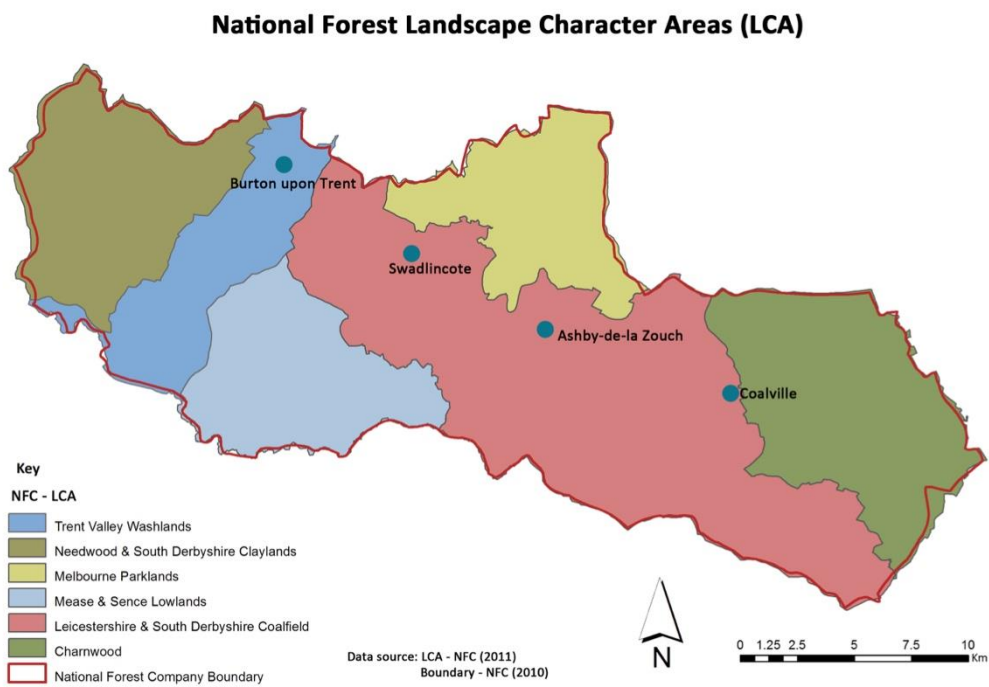 National Forest Landscape Character Areas (LCA)
Burton upon Trent
Swadlincote
Ashby-de-la Zouch
Coalville
Key
NFC - LCA
Trent Valley Washlands
Needwood & South Derbyshire Claylands
Melbourne Parklands
Mease & Sence Lowlands
Leicestershire & South Derbyshire Coalfield
Charnwood
National Forest Company Boundary
Data source: LCA - NFC (2011)
Boundary - NFC (2010)
N
0 1.25 2.5 5 7.5 10
Km